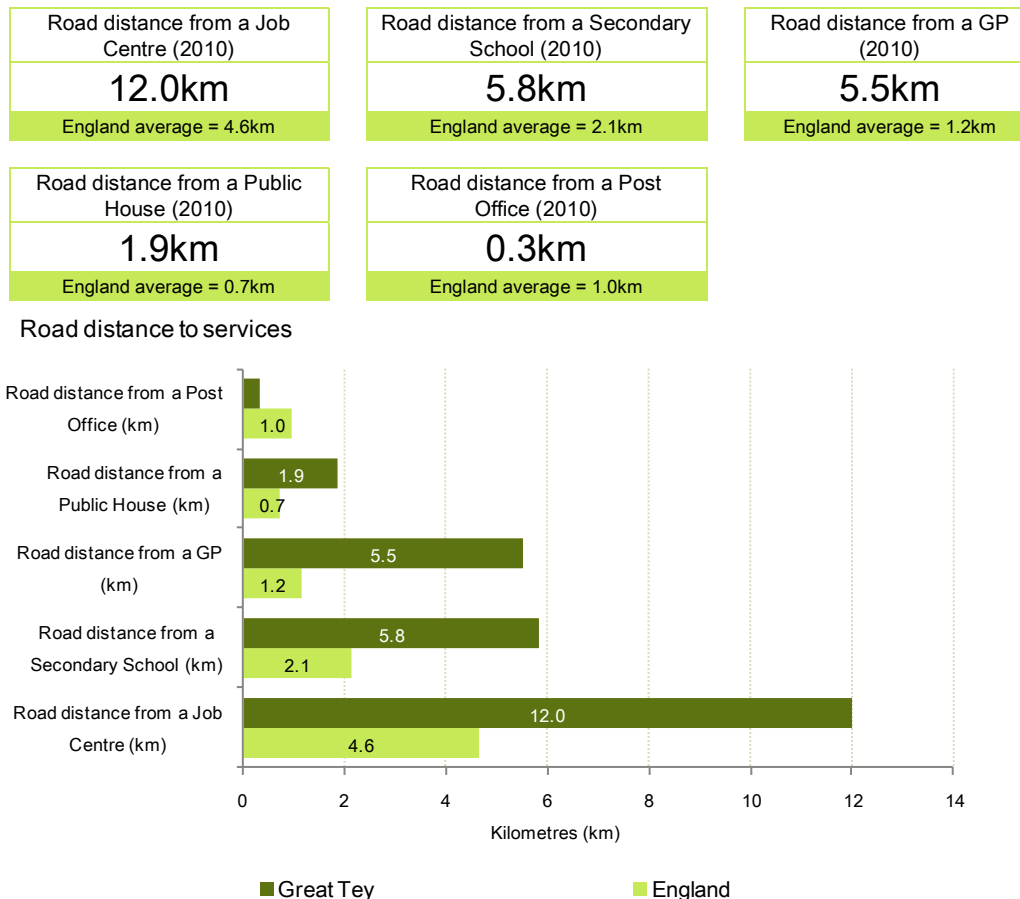 Road distance from a Job
Centre (2010)
12.0km
England average = 4.6km
Road distance from a Secondary
School (2010)
5.8km
England average = 2.1km
Road distance from a GP
(2010)
5.5km
England average = 1.2km
Road distance from a Public
House (2010)
1.9km
England average = 0.7km
Road distance from a Post
Office (2010)
0.3km
England average = 1.0km
Road distance to services
Road distance from a Post
Office (km)
1.0
Road distance from a
Public House (km)
1.9
0.7
Road distance from a GP
(km)
5.5
1.2
Road distance from a
Secondary School (km)
5.8
2.1
Road distance from a Job
Centre (km)
12.0
4.6
0 2 4 6 8 10 12 14
Kilometres (km)
Great Tey England